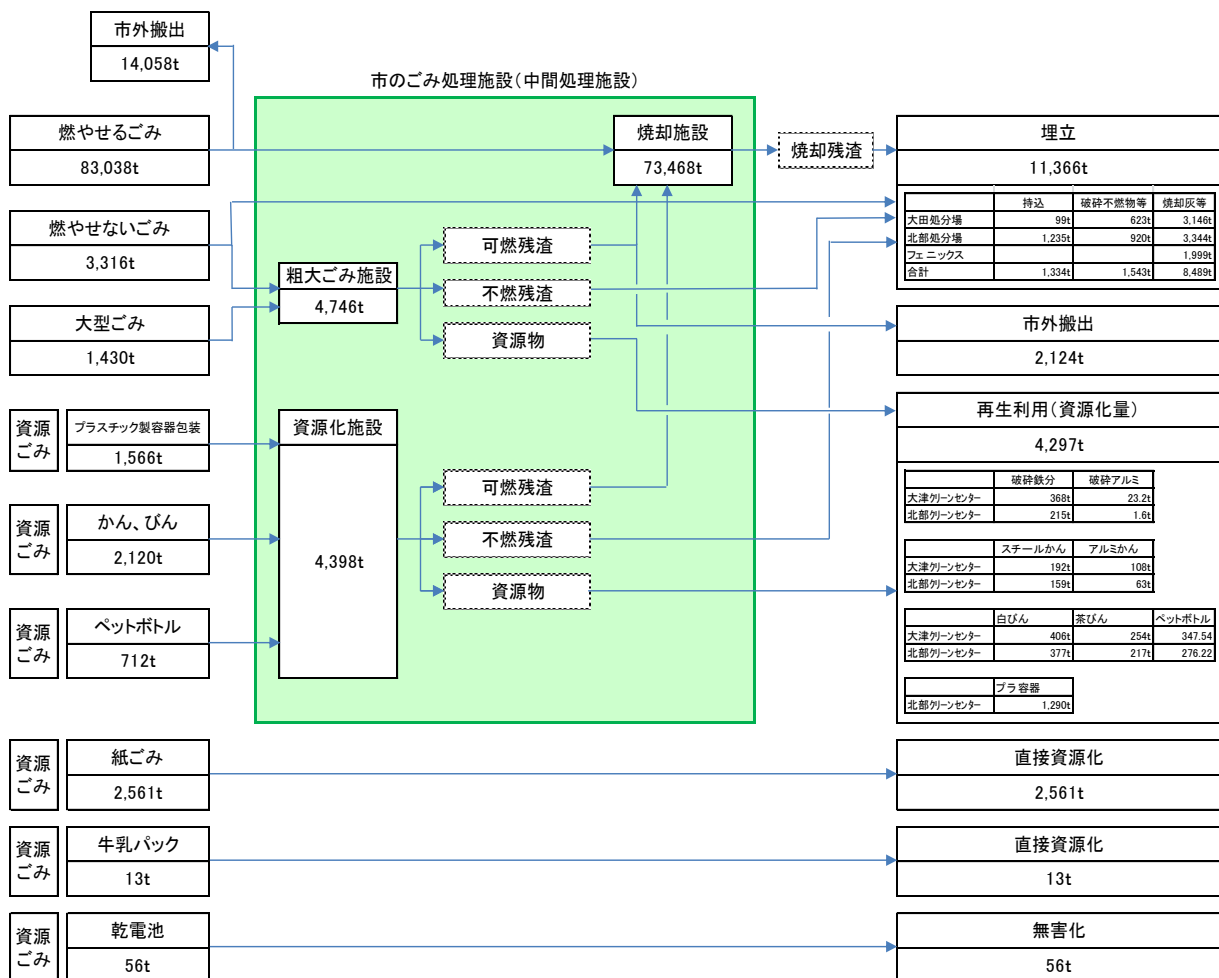 市外搬出
14,058t
市のごみ処理施設（中間処理施設）
燃やせるごみ
83,038t
焼却施設
73,468t
焼却残渣
埋立
11,366t
持込 破砕不燃物等 焼却灰等
大田処分場 99t 623t 3,146t
北部処分場 1,235t 920t 3,344t
フェニックス 1,999t
合計 1,334t 1,543t 8,489t
燃やせないごみ
3,316t
大型ごみ
1,430t
粗大ごみ施設
4,746t
可燃残渣
不燃残渣
資源物
市外搬出
2,124t
資源ごみ
プラスチック製容器包装
1,566t
資源ごみ
かん、びん
2,120t
資源ごみ
ペットボトル
712t
資源化施設
4,398t
可燃残渣
不燃残渣
資源物
再生利用（資源化量）
4,297t
破砕鉄分 破砕アルミ
大津クリーンセンター 368t 23.2t
北部クリーンセンター 215t 1.6t
スチールかん アルミかん
大津クリーンセンター 192t 108t
北部クリーンセンター 159t 63t
白びん 茶びん ペットボトル
大津クリーンセンター 406t 254t 347.54
北部クリーンセンター 377t 217t 276.22
プラ容器
北部クリーンセンター 1,290t
資源ごみ
紙ごみ
2,561t
直接資源化
2,561t
資源ごみ
牛乳パック
13t
直接資源化
13t
資源ごみ
乾電池
56t
無害化
56t